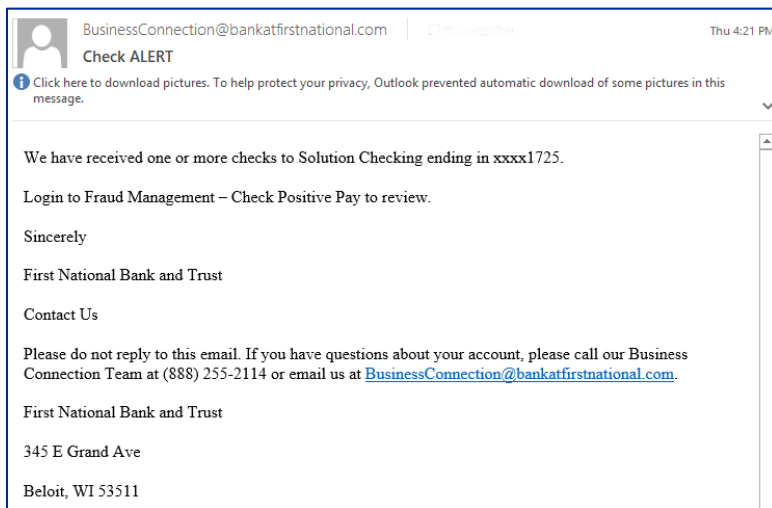 BusinessConnection@bankatfirstnational.com
Thu 4:21 PM
Check ALERT
Click here to download pictures. To help protect your privacy, Outlook prevented automatic download of some pictures in this
message.
We have received one or more checks to Solution Checking ending in xxxx1725.
Login to Fraud Management – Check Positive Pay to review.
Sincerely
First National Bank and Trust
Contact Us
Please do not reply to this email. If you have questions about your account, please call our Business
Connection Team at (888) 255-2114 or email us at BusinessConnection@bankatfirstnational.com.
First National Bank and Trust
345 E Grand Ave
Beloit, WI 53511